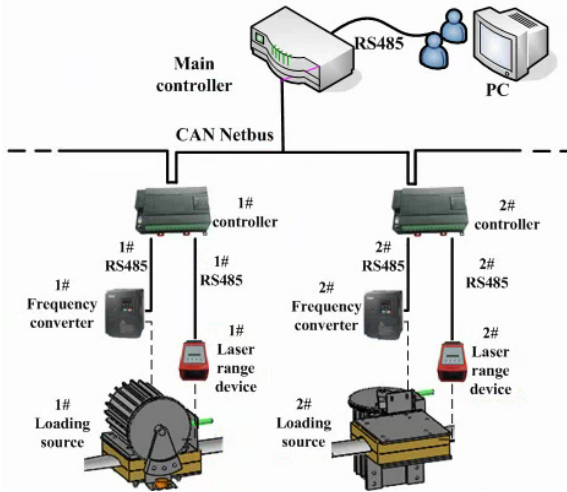 RS485
Main
controller
PC
CAN Netbus
1#
controller
2#
controller
1#
RS485
1#
RS485
2#
RS485
2#
RS485
1#
Frequency
converter
2#
Frequency
converter
1#
Laser
range
device
2#
Laser
range
device
1#
Loading
source
2#
Loading
source